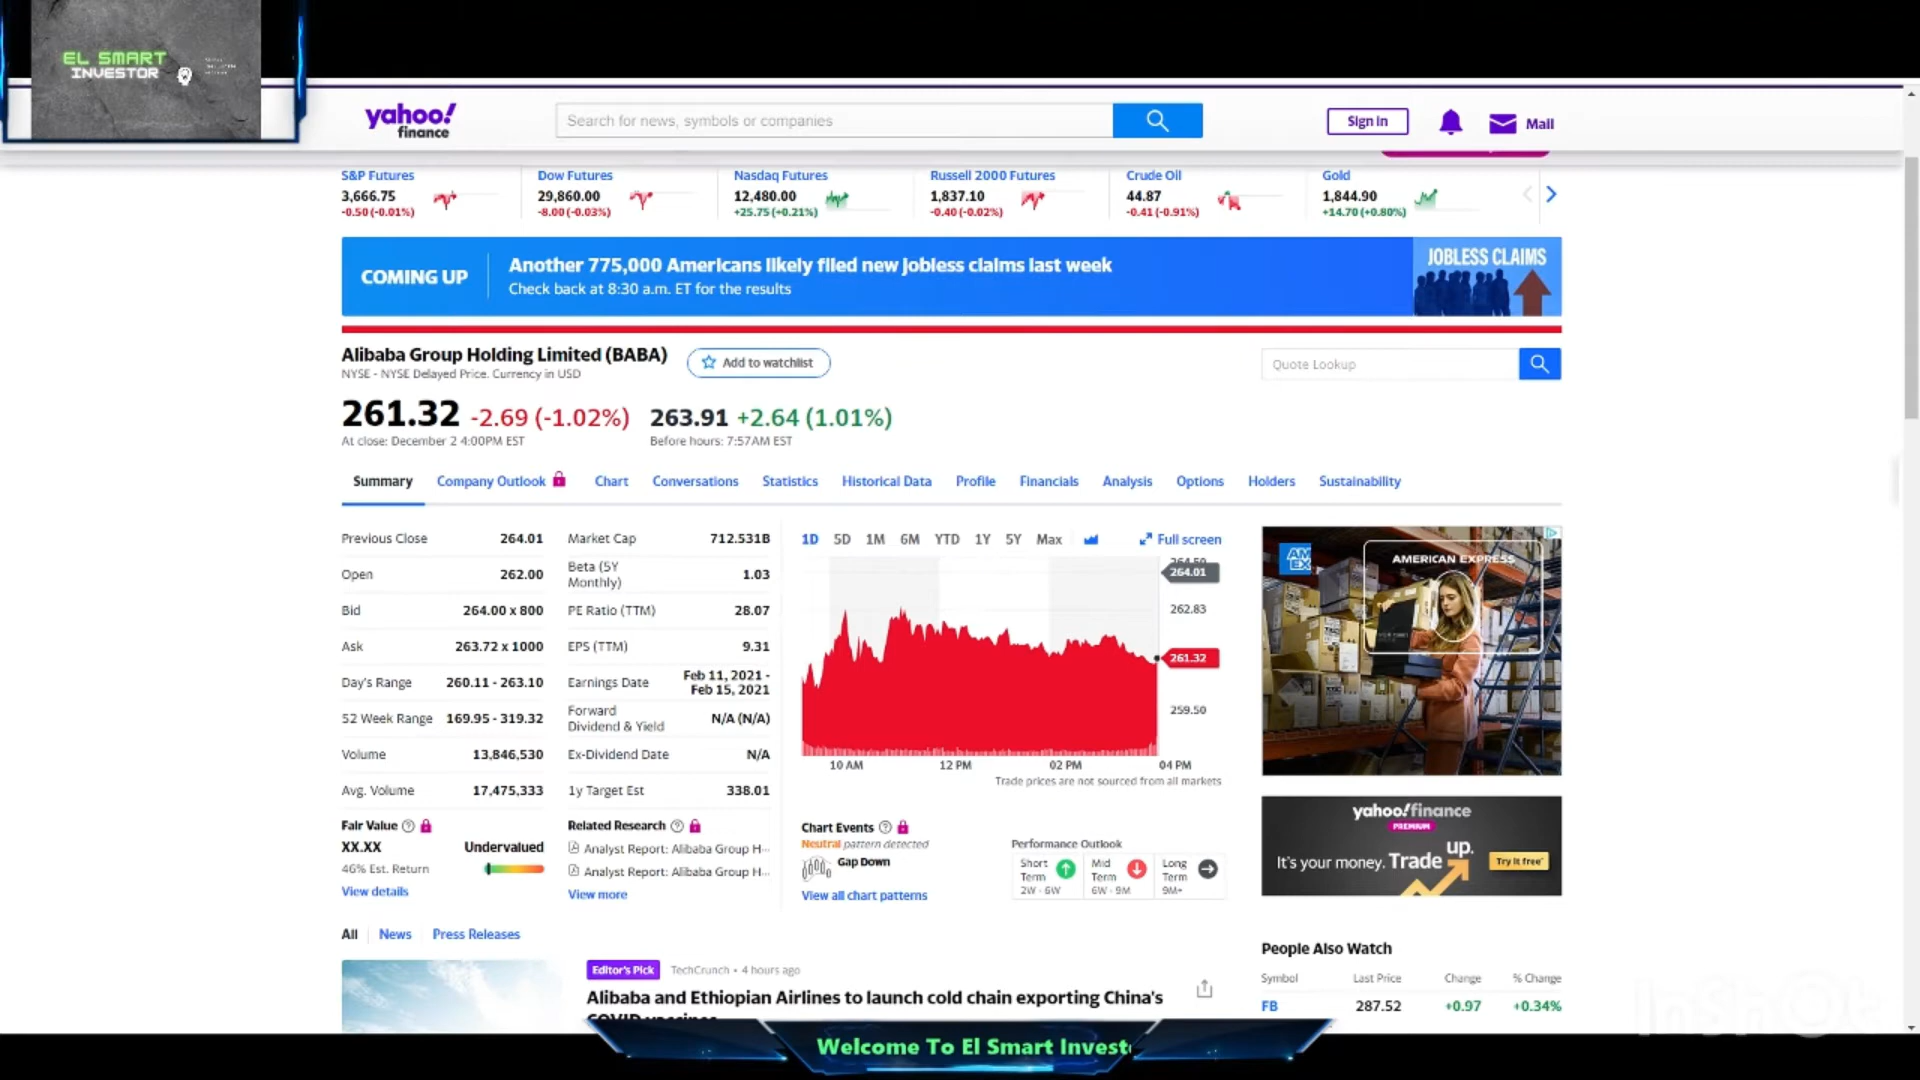 EL SMART
INVESTOR
yahoo!
finance
Search for news, symbols or companies
Sign in
Mail
S&P Futures
3,666.75
-0.50 (-0.01%)
Dow Futures
29,860.00
-8.00 (-0.03%)
Nasdaq Futures
12,480.00
+25.75 (+0.21%)
Russell 2000 Futures
1,837.10
-0.40 (-0.02%)
Crude Oil
44.87
-0.41 (-0.91%)
Gold
1,844.90
+14.70 (+0.80%)
COMING UP
Another 775,000 Americans likely filed new jobless claims last week
Check back at 8:30 a.m. ET for the results
JOBLESS CLAIMS
Alibaba Group Holding Limited (BABA)
NYSE - NYSE Delayed Price. Currency in USD
Add to watchlist
Quote Lookup
261.32 -2.69 (-1.02%)
At close: December 2 4:00PM EST
263.91 +2.64 (1.01%)
Before hours: 7:57AM EST
Summary Company Outlook Chart Conversations Statistics Historical Data Profile Financials Analysis Options Holders Sustainability
Previous Close 264.01
Open 262.00
Bid 264.00 x 800
Ask 263.72 x 1000
Day's Range 260.11 - 263.10
52 Week Range 169.95 - 319.32
Volume 13,846,530
Avg. Volume 17,475,333
Market Cap 712.531B
Beta (5Y
Monthly) 1.03
PE Ratio (TTM) 28.07
EPS (TTM) 9.31
Earnings Date Feb 11, 2021 -
Feb 15, 2021
Forward
Dividend & Yield N/A (N/A)
Ex-Dividend Date N/A
1y Target Est 338.01
1D 5D 1M 6M YTD 1Y 5Y Max Full screen
264.01
262.83
261.32
259.50
10 AM 12 PM 02 PM 04 PM
Trade prices are not sourced from all markets
AM
EX
AMERICAN EXPRESS
Fair Value
XX.XX Undervalued
46% Est. Return
View details
Related Research
Analyst Report: Alibaba Group H...
Analyst Report: Alibaba Group H...
View more
Chart Events
Neutral pattern detected
Gap Down
View all chart patterns
Performance Outlook
Short
Term
2W - 6W
Mid
Term
6W - 9M
Long
Term
9M+
yahoo!finance
PREMIUM
It's your money. Trade up.
Try it free*
All News Press Releases
Editor's Pick TechCrunch • 4 hours ago
Alibaba and Ethiopian Airlines to launch cold chain exporting China's
COVID vaccines
People Also Watch
Symbol Last Price Change % Change
FB 287.52 +0.97 +0.34%
InShOt
Welcome To El Smart Invest